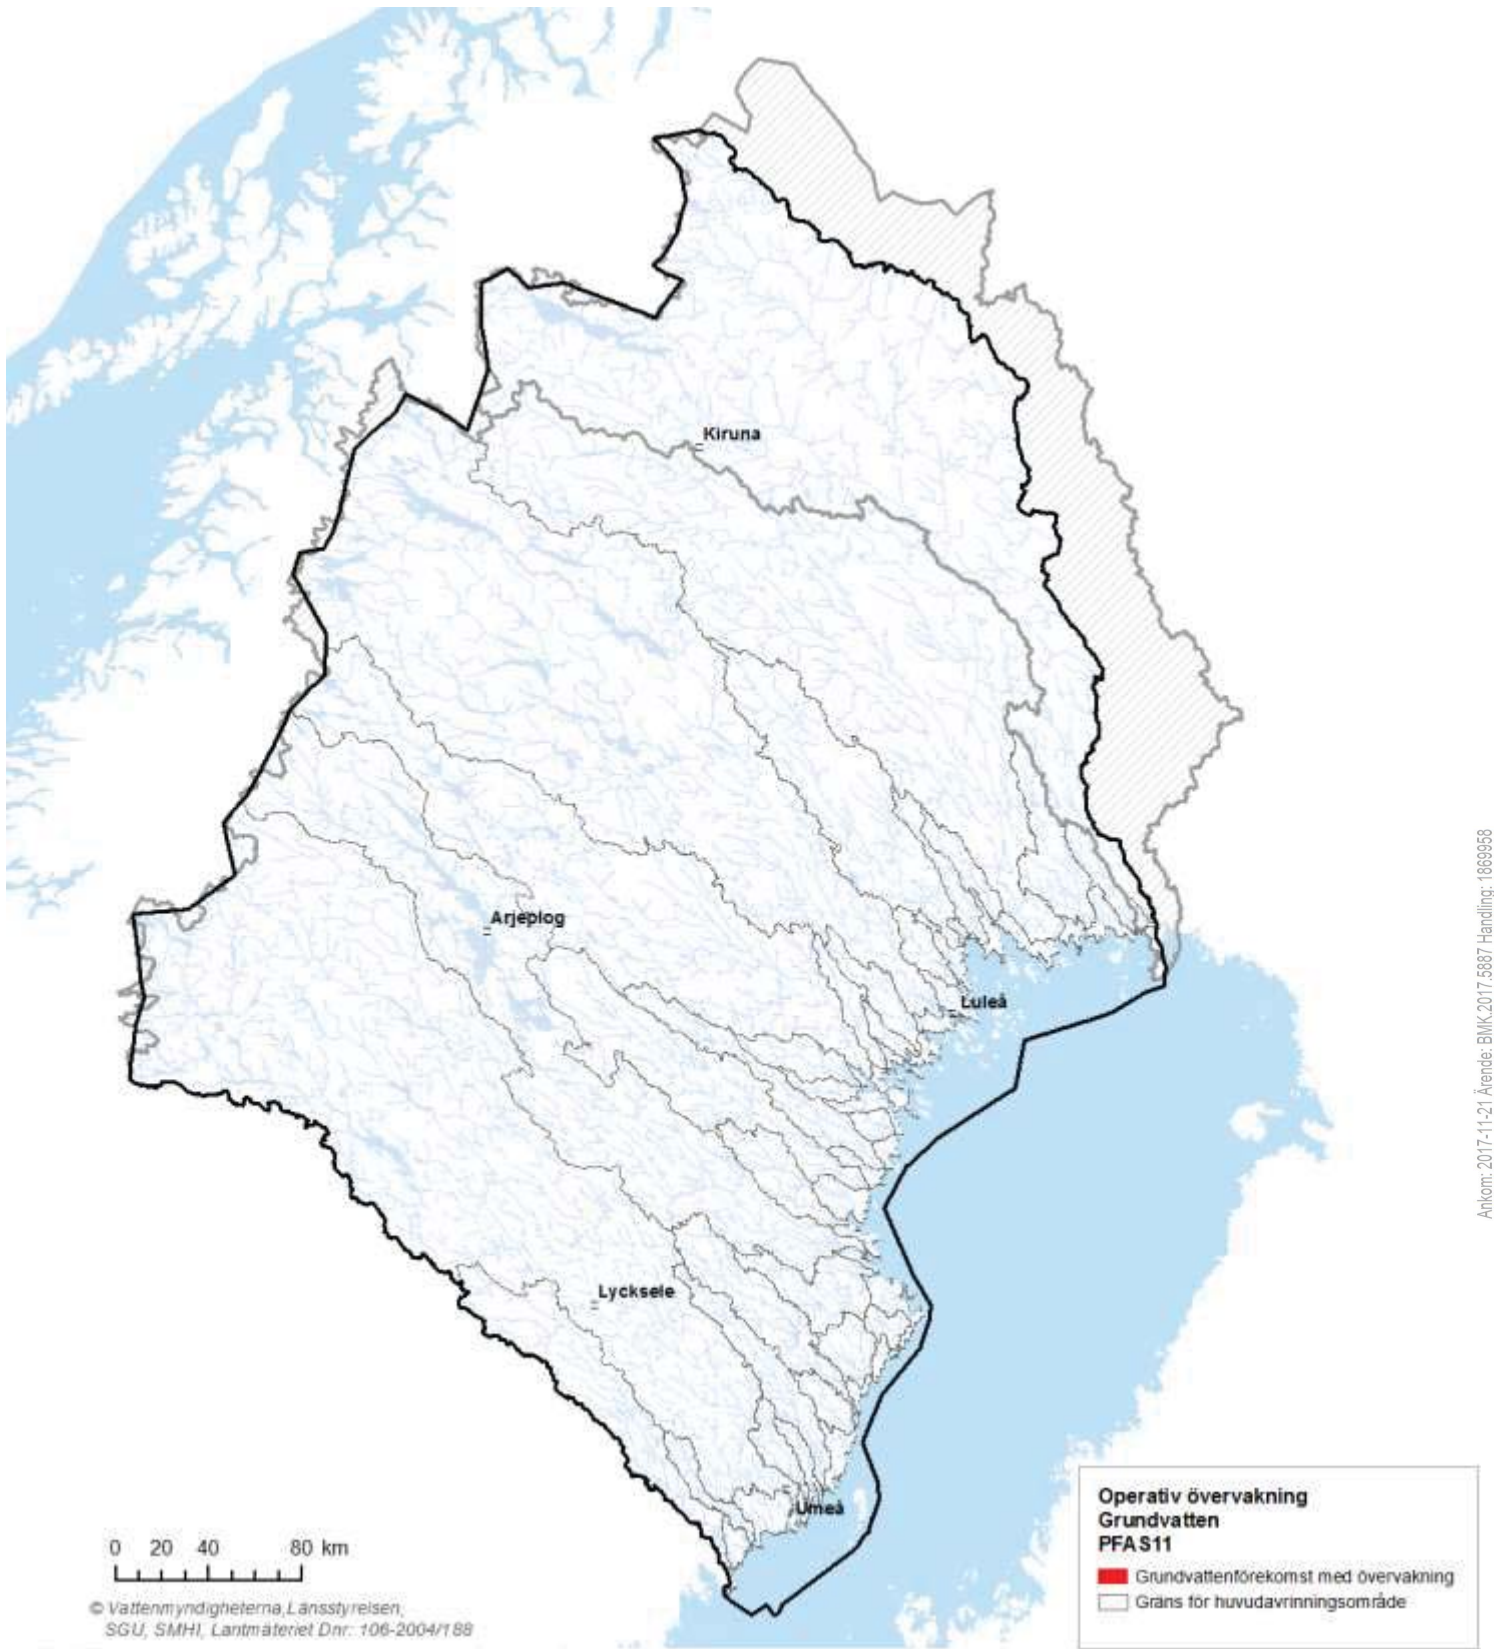 Kiruna
Arjeplog
Luleå
Lycksele
Umeå
Ankom: 2017-11-21 Ärende: BMK.2017.5887 Handling: 1869958
Operativ övervakning
Grundvatten
PFAS11
Grundvattenförekomst med övervakning
Gräns för huvudavrinningsområde
0 20 40 80 km
© Vattenmyndigheterna,Länsstyrelsen,
SGU, SMHI, Lantmäteriet Dnr: 106-2004/188